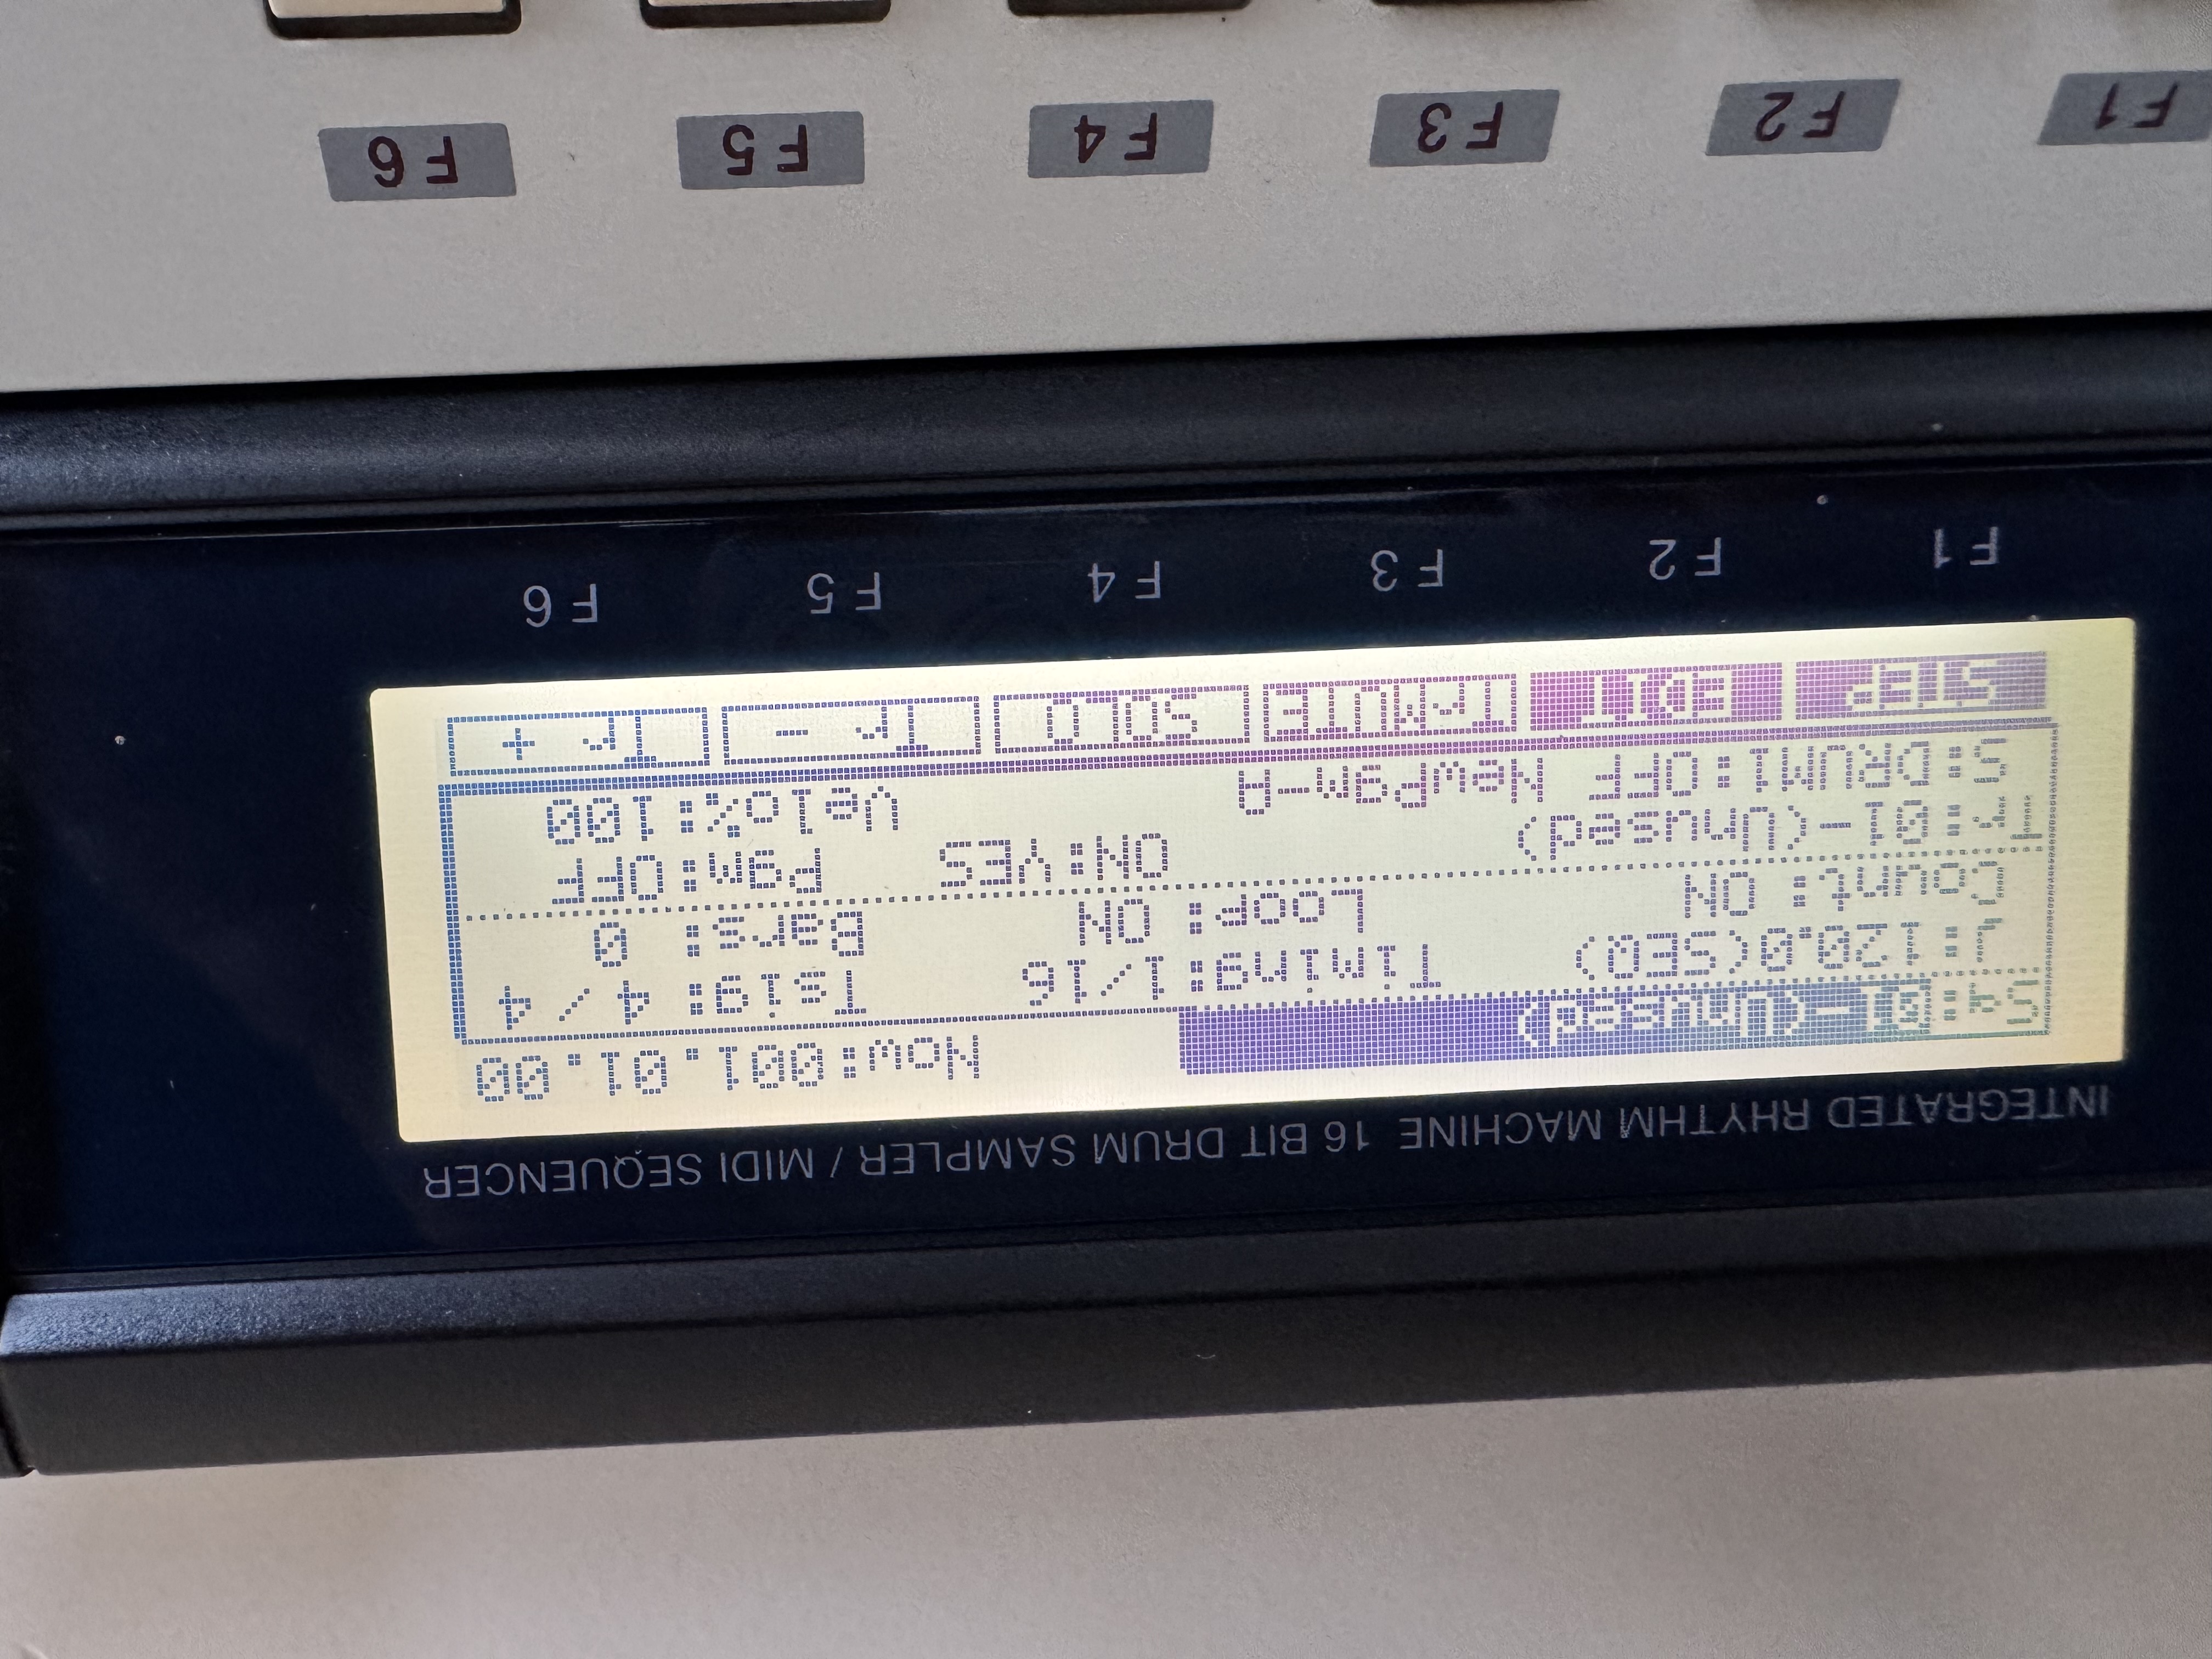 INTEGRATED RHYTHM MACHINE 16 BIT DRUM SAMPLER / MIDI SEQUENCER
Sq:01-(unused) Now:001.01.00
♩:120.0(SEQ) Timing:1/16 Tsig: 4/ 4
Count: ON Loop: ON Bars: 0
Tr:01-(unused) ON:YES Pgm:OFF
S:DRUM1:OFF NewPgm-A Velo%:100
STEP EDIT TrMUTE SOLO Tr - Tr +
F1 F2 F3 F4 F5 F6
F1 F2 F3 F4 F5 F6